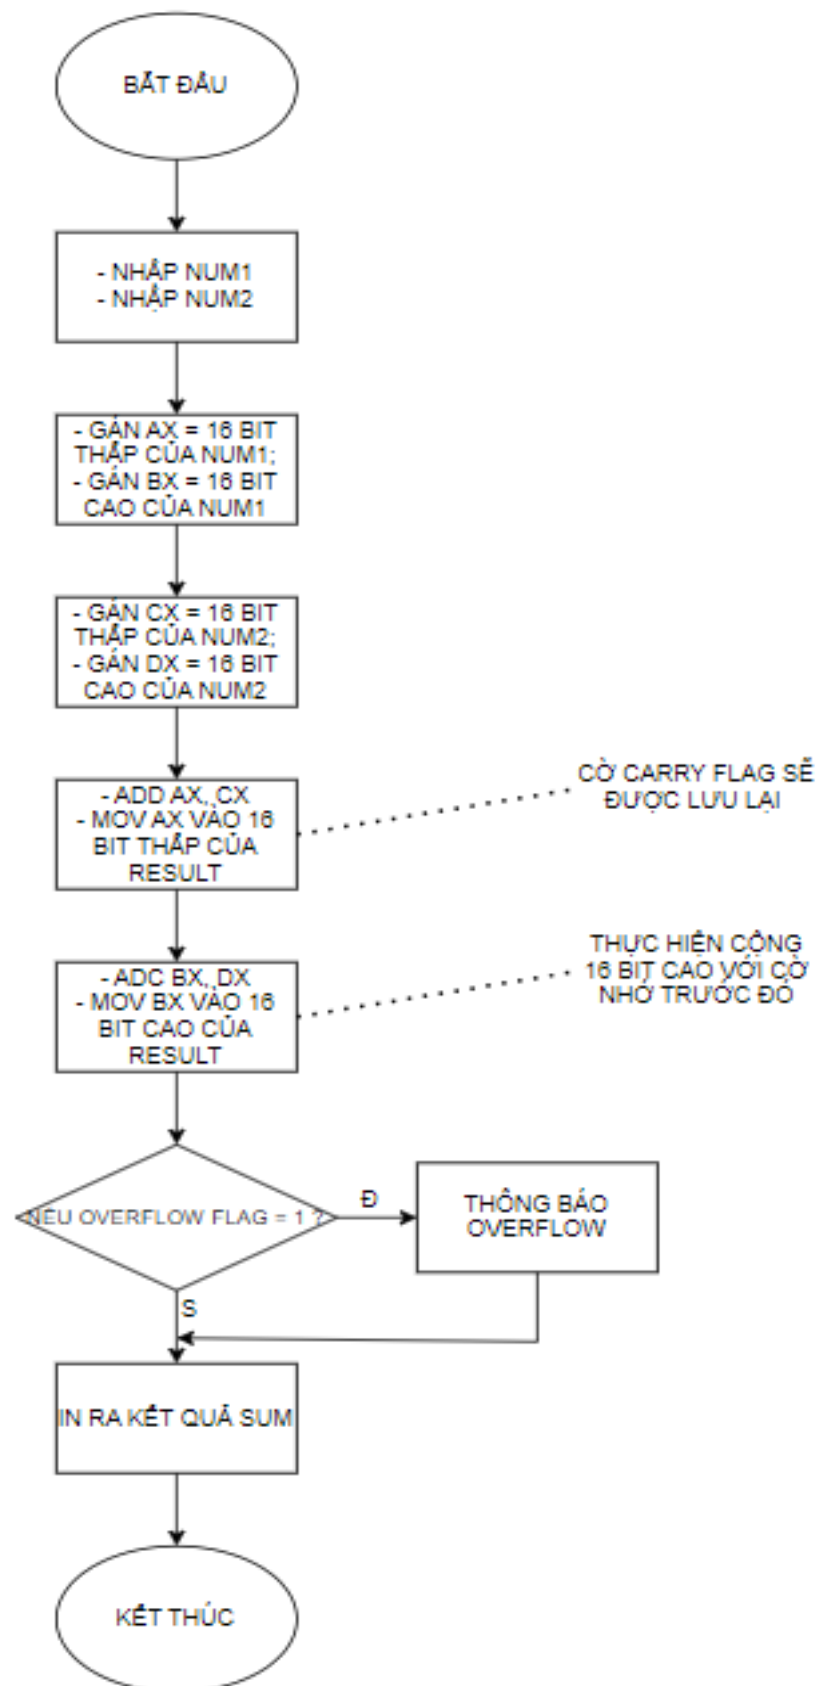 BẮT ĐẦU
- NHẬP NUM1
- NHẬP NUM2
- GÁN AX = 16 BIT
THẤP CỦA NUM1;
- GÁN BX = 16 BIT
CAO CỦA NUM1
- GÁN CX = 16 BIT
THẤP CỦA NUM2;
- GÁN DX = 16 BIT
CAO CỦA NUM2
- ADD AX, CX
- MOV AX VÀO 16
BIT THẤP CỦA
RESULT
CỜ CARRY FLAG SẼ
ĐƯỢC LƯU LẠI
- ADC BX, DX
- MOV BX VÀO 16
BIT CAO CỦA
RESULT
THỰC HIỆN CỘNG
16 BIT CAO VỚI CỜ
NHỚ TRƯỚC ĐÓ
NẾU OVERFLOW FLAG = 1 ?
Đ
THÔNG BÁO
OVERFLOW
S
IN RA KẾT QUẢ SUM
KẾT THÚC